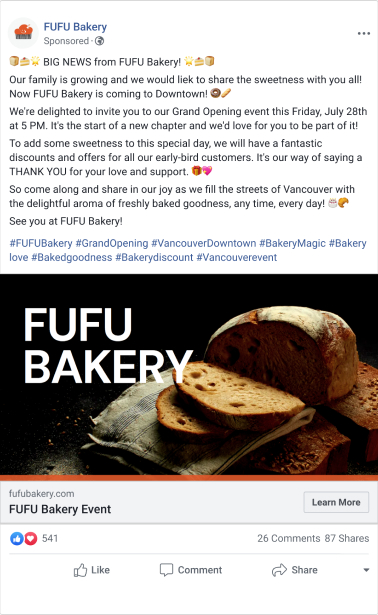 FUFU Bakery
Sponsored ·
BIG NEWS from FUFU Bakery!
Our family is growing and we would liek to share the sweetness with you all!
Now FUFU Bakery is coming to Downtown!
We're delighted to invite you to our Grand Opening event this Friday, July 28th
at 5 PM. It's the start of a new chapter and we'd love for you to be part of it!
To add some sweetness to this special day, we will have a fantastic
discounts and offers for all our early-bird customers. It's our way of saying a
THANK YOU for your love and support.
So come along and share in our joy as we fill the streets of Vancouver with
the delightful aroma of freshly baked goodness, any time, every day!
See you at FUFU Bakery!
#FUFUBakery #GrandOpening #VancouverDowntown #BakeryMagic #Bakery
love #Bakedgoodness #Bakerydiscount #Vancouverevent
FUFU
BAKERY
fufubakery.com
FUFU Bakery Event
Learn More
541
26 Comments 87 Shares
Like
Comment
Share